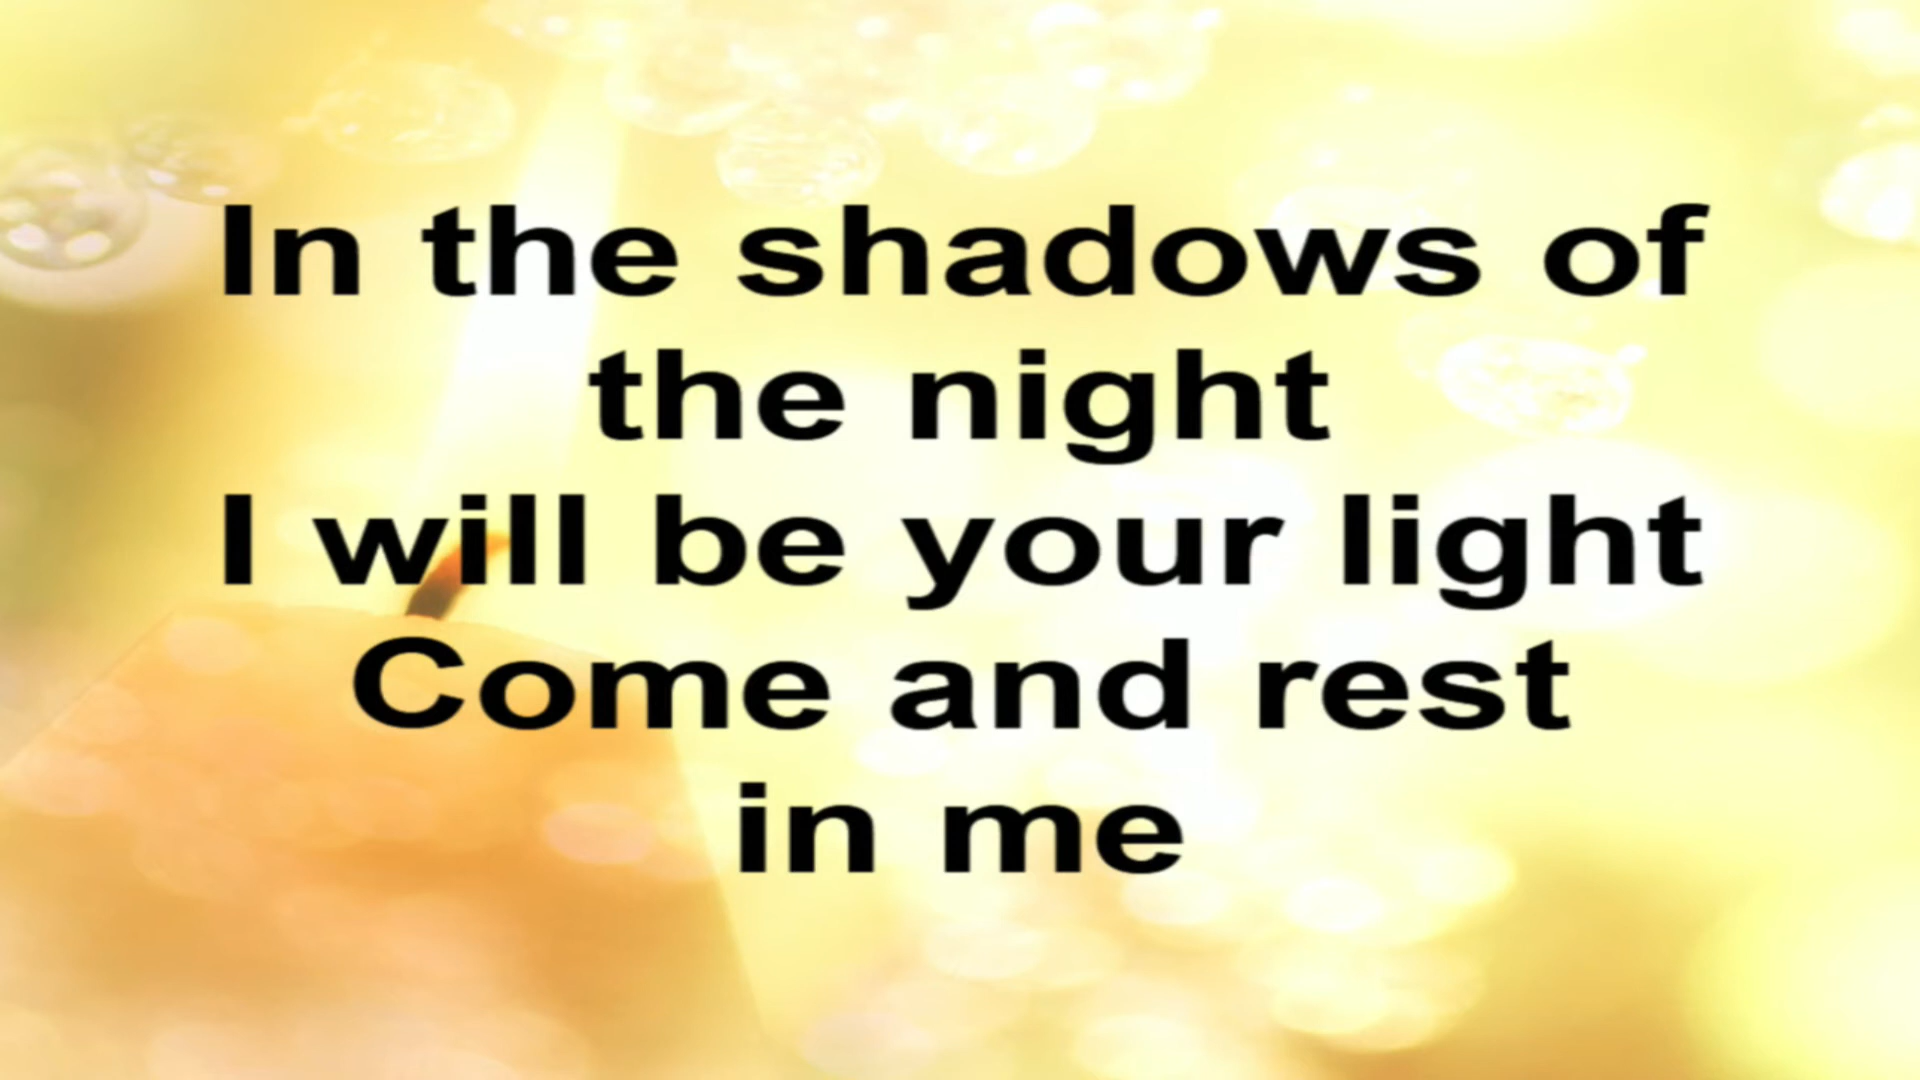 In the shadows of
the night
I will be your light
Come and rest
in me